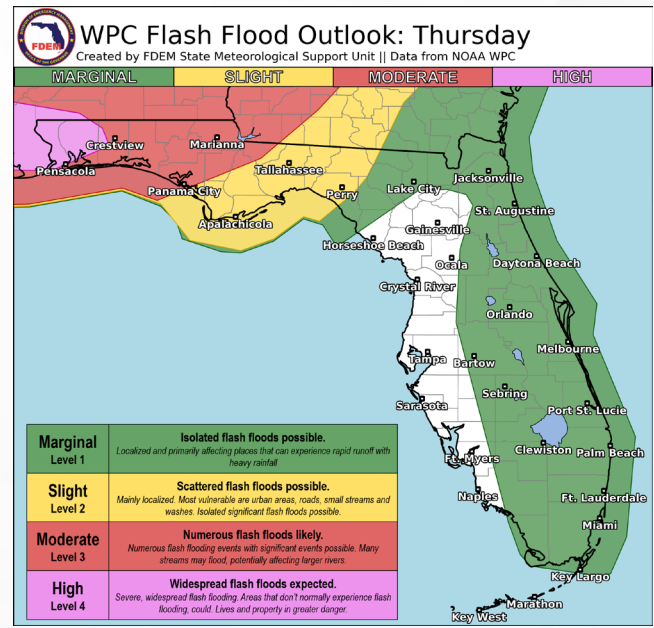 FDEM
WPC Flash Flood Outlook: Thursday
Created by FDEM State Meteorological Support Unit || Data from NOAA WPC
MARGINAL
SLIGHT
MODERATE
HIGH
Crestview
Marianna
Pensacola
Tallahassee
Panama City
Perry
Apalachicola
Lake City
Jacksonville
St. Augustine
Gainesville
Horseshoe Beach
Ocala
Daytona Beach
Crystal River
Orlando
Melbourne
Tampa
Bartow
Sebring
Sarasota
Port St. Lucie
Clewiston
Palm Beach
Ft. Myers
Naples
Ft. Lauderdale
Miami
Key Largo
Marathon
Key West
Marginal
Level 1
Isolated flash floods possible.
Localized and primarily affecting places that can experience rapid runoff with
heavy rainfall
Slight
Level 2
Scattered flash floods possible.
Mainly localized. Most vulnerable are urban areas, roads, small streams and
washes. Isolated significant flash floods possible.
Moderate
Level 3
Numerous flash floods likely.
Numerous flash flooding events with significant events possible. Many
streams may flood, potentially affecting larger rivers.
High
Level 4
Widespread flash floods expected.
Severe, widespread flash flooding. Areas that don't normally experience flash
flooding, could. Lives and property in greater danger.